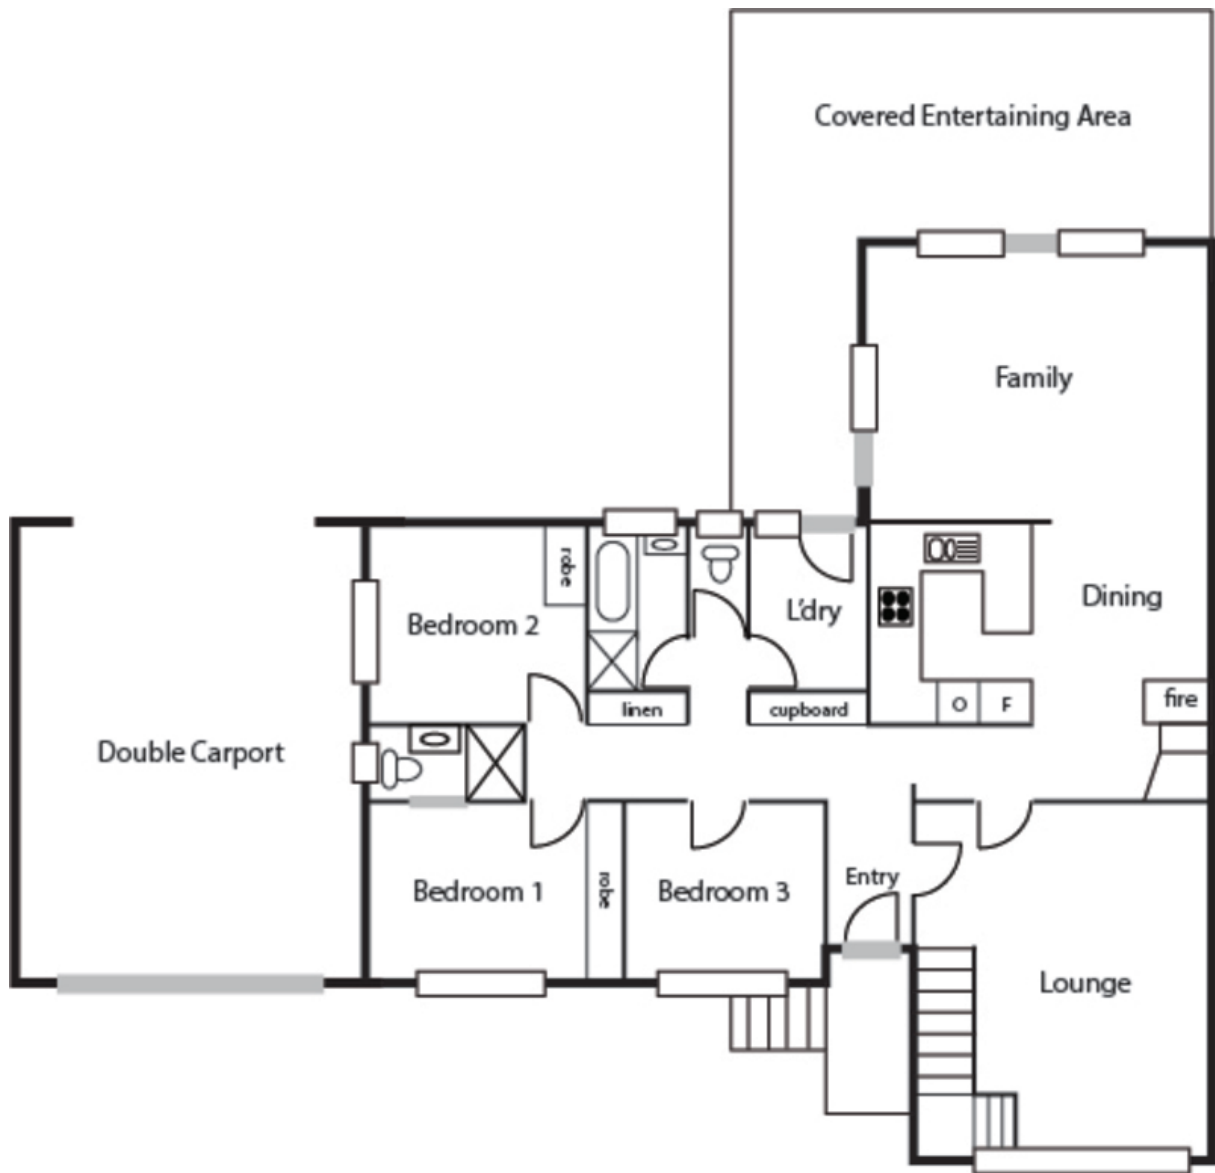 Covered Entertaining Area
Family
robe
Bedroom 2
L'dry
Dining
linen
cupboard
O
F
fire
Double Carport
Bedroom 1
robe
Bedroom 3
Entry
Lounge